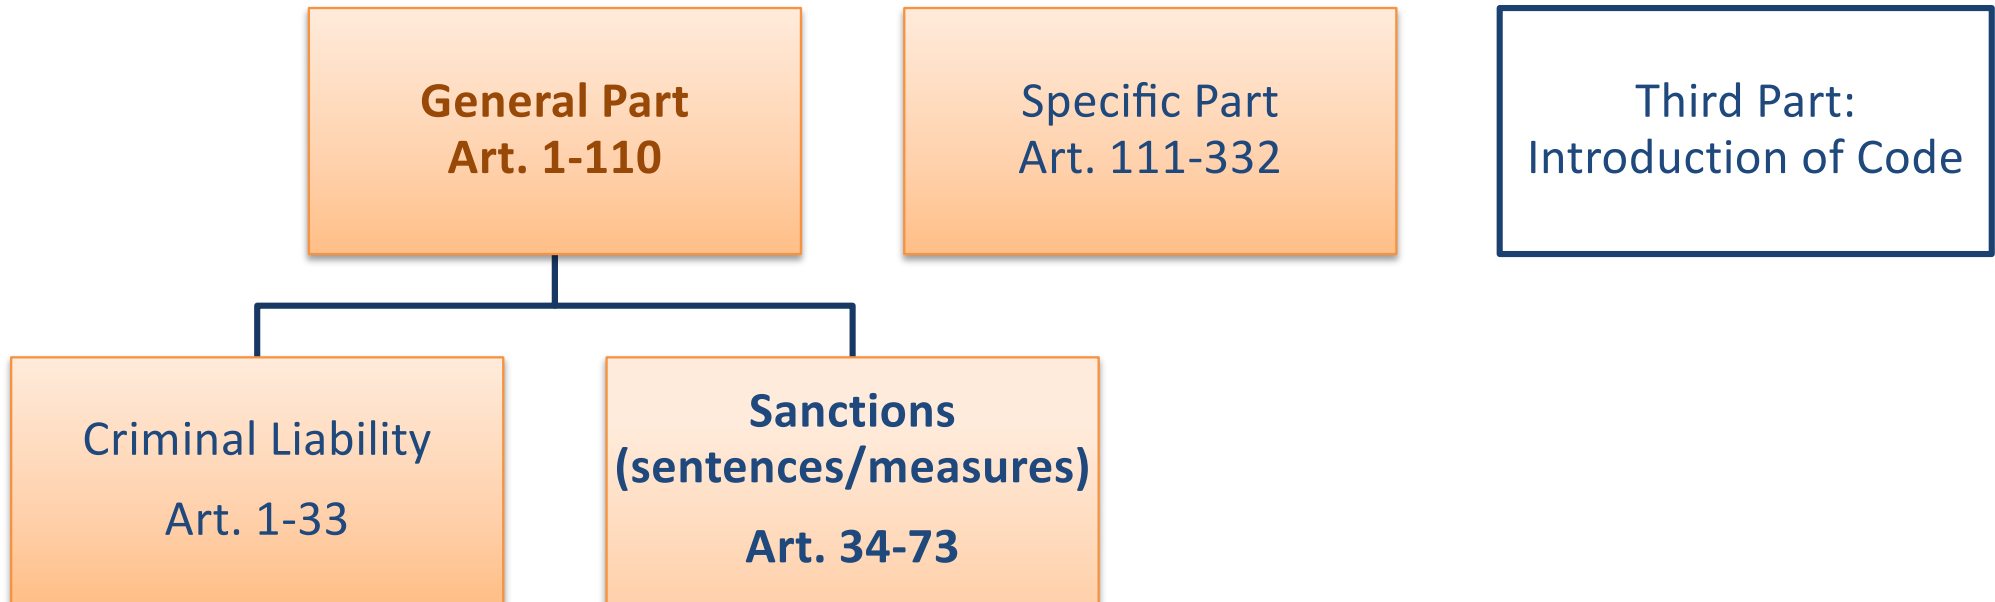 General Part
Art. 1-110
Specific Part
Art. 111-332
Third Part:
Introduction of Code
Criminal Liability
Art. 1-33
Sanctions
(sentences/measures)
Art. 34-73